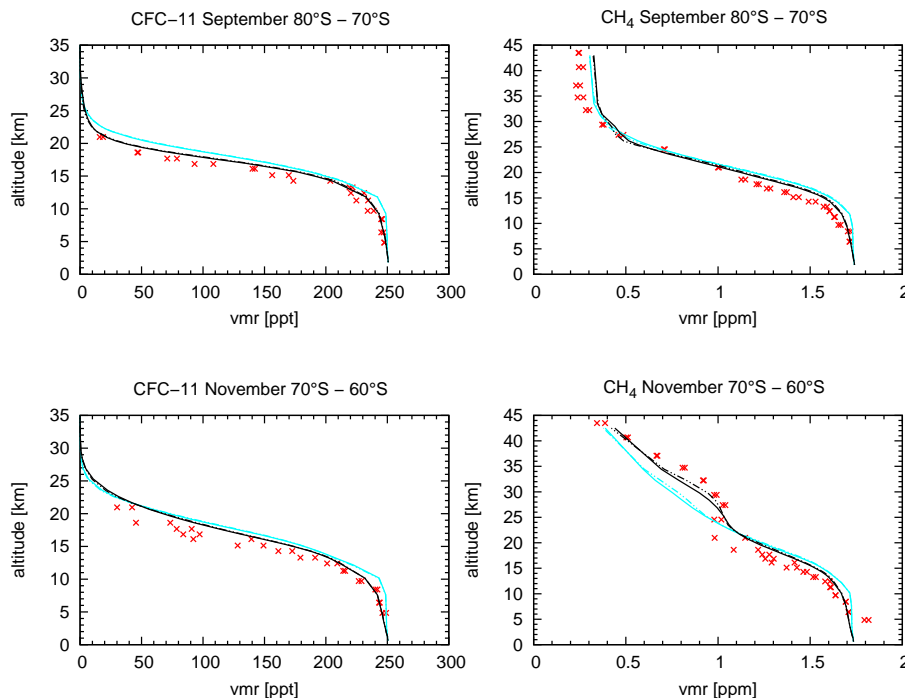 CFC−11 September 80°S − 70°S
35
30
25
20
15
10
5
0
altitude [km]
0 50 100 150 200 250 300
vmr [ppt]
CH4 September 80°S − 70°S
45
40
35
30
25
20
15
10
5
0
altitude [km]
0 0.5 1 1.5 2
vmr [ppm]
CFC−11 November 70°S − 60°S
35
30
25
20
15
10
5
0
altitude [km]
0 50 100 150 200 250 300
vmr [ppt]
CH4 November 70°S − 60°S
45
40
35
30
25
20
15
10
5
0
altitude [km]
0 0.5 1 1.5 2
vmr [ppm]